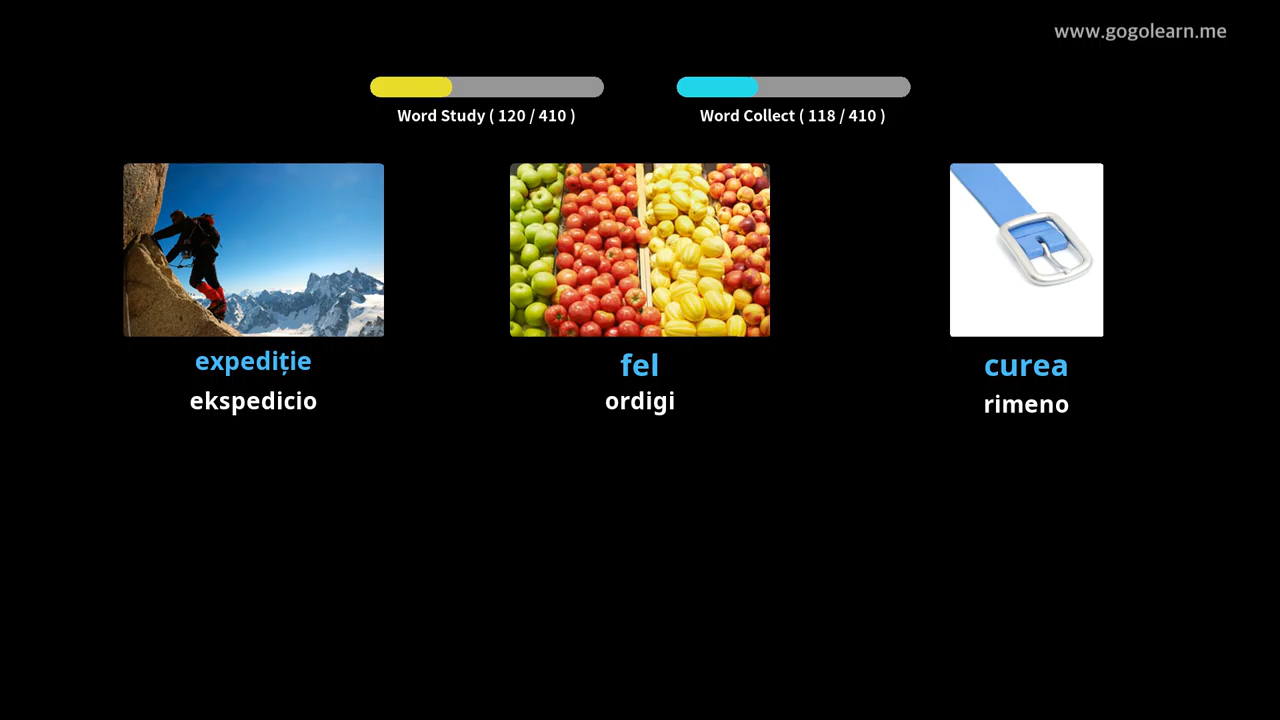 www.gogolearn.me
Word Study ( 120 / 410 )
Word Collect ( 118 / 410 )
expediție
ekspedicio
fel
ordigi
curea
rimeno